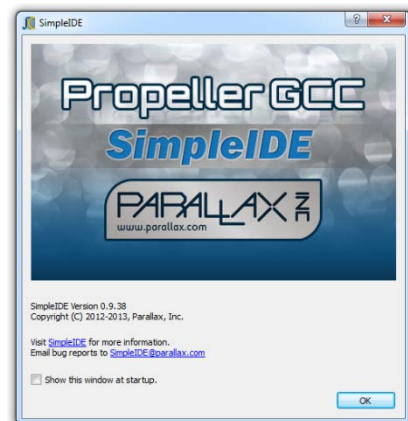 SimpleIDE
Propeller GCC
SimpleIDE
PARALLAX INC
www.parallax.com
SimpleIDE Version 0.9.38
Copyright (C) 2012-2013, Parallax, Inc.
Visit SimpleIDE for more information.
Email bug reports to SimpleIDE@parallax.com
Show this window at startup.
OK